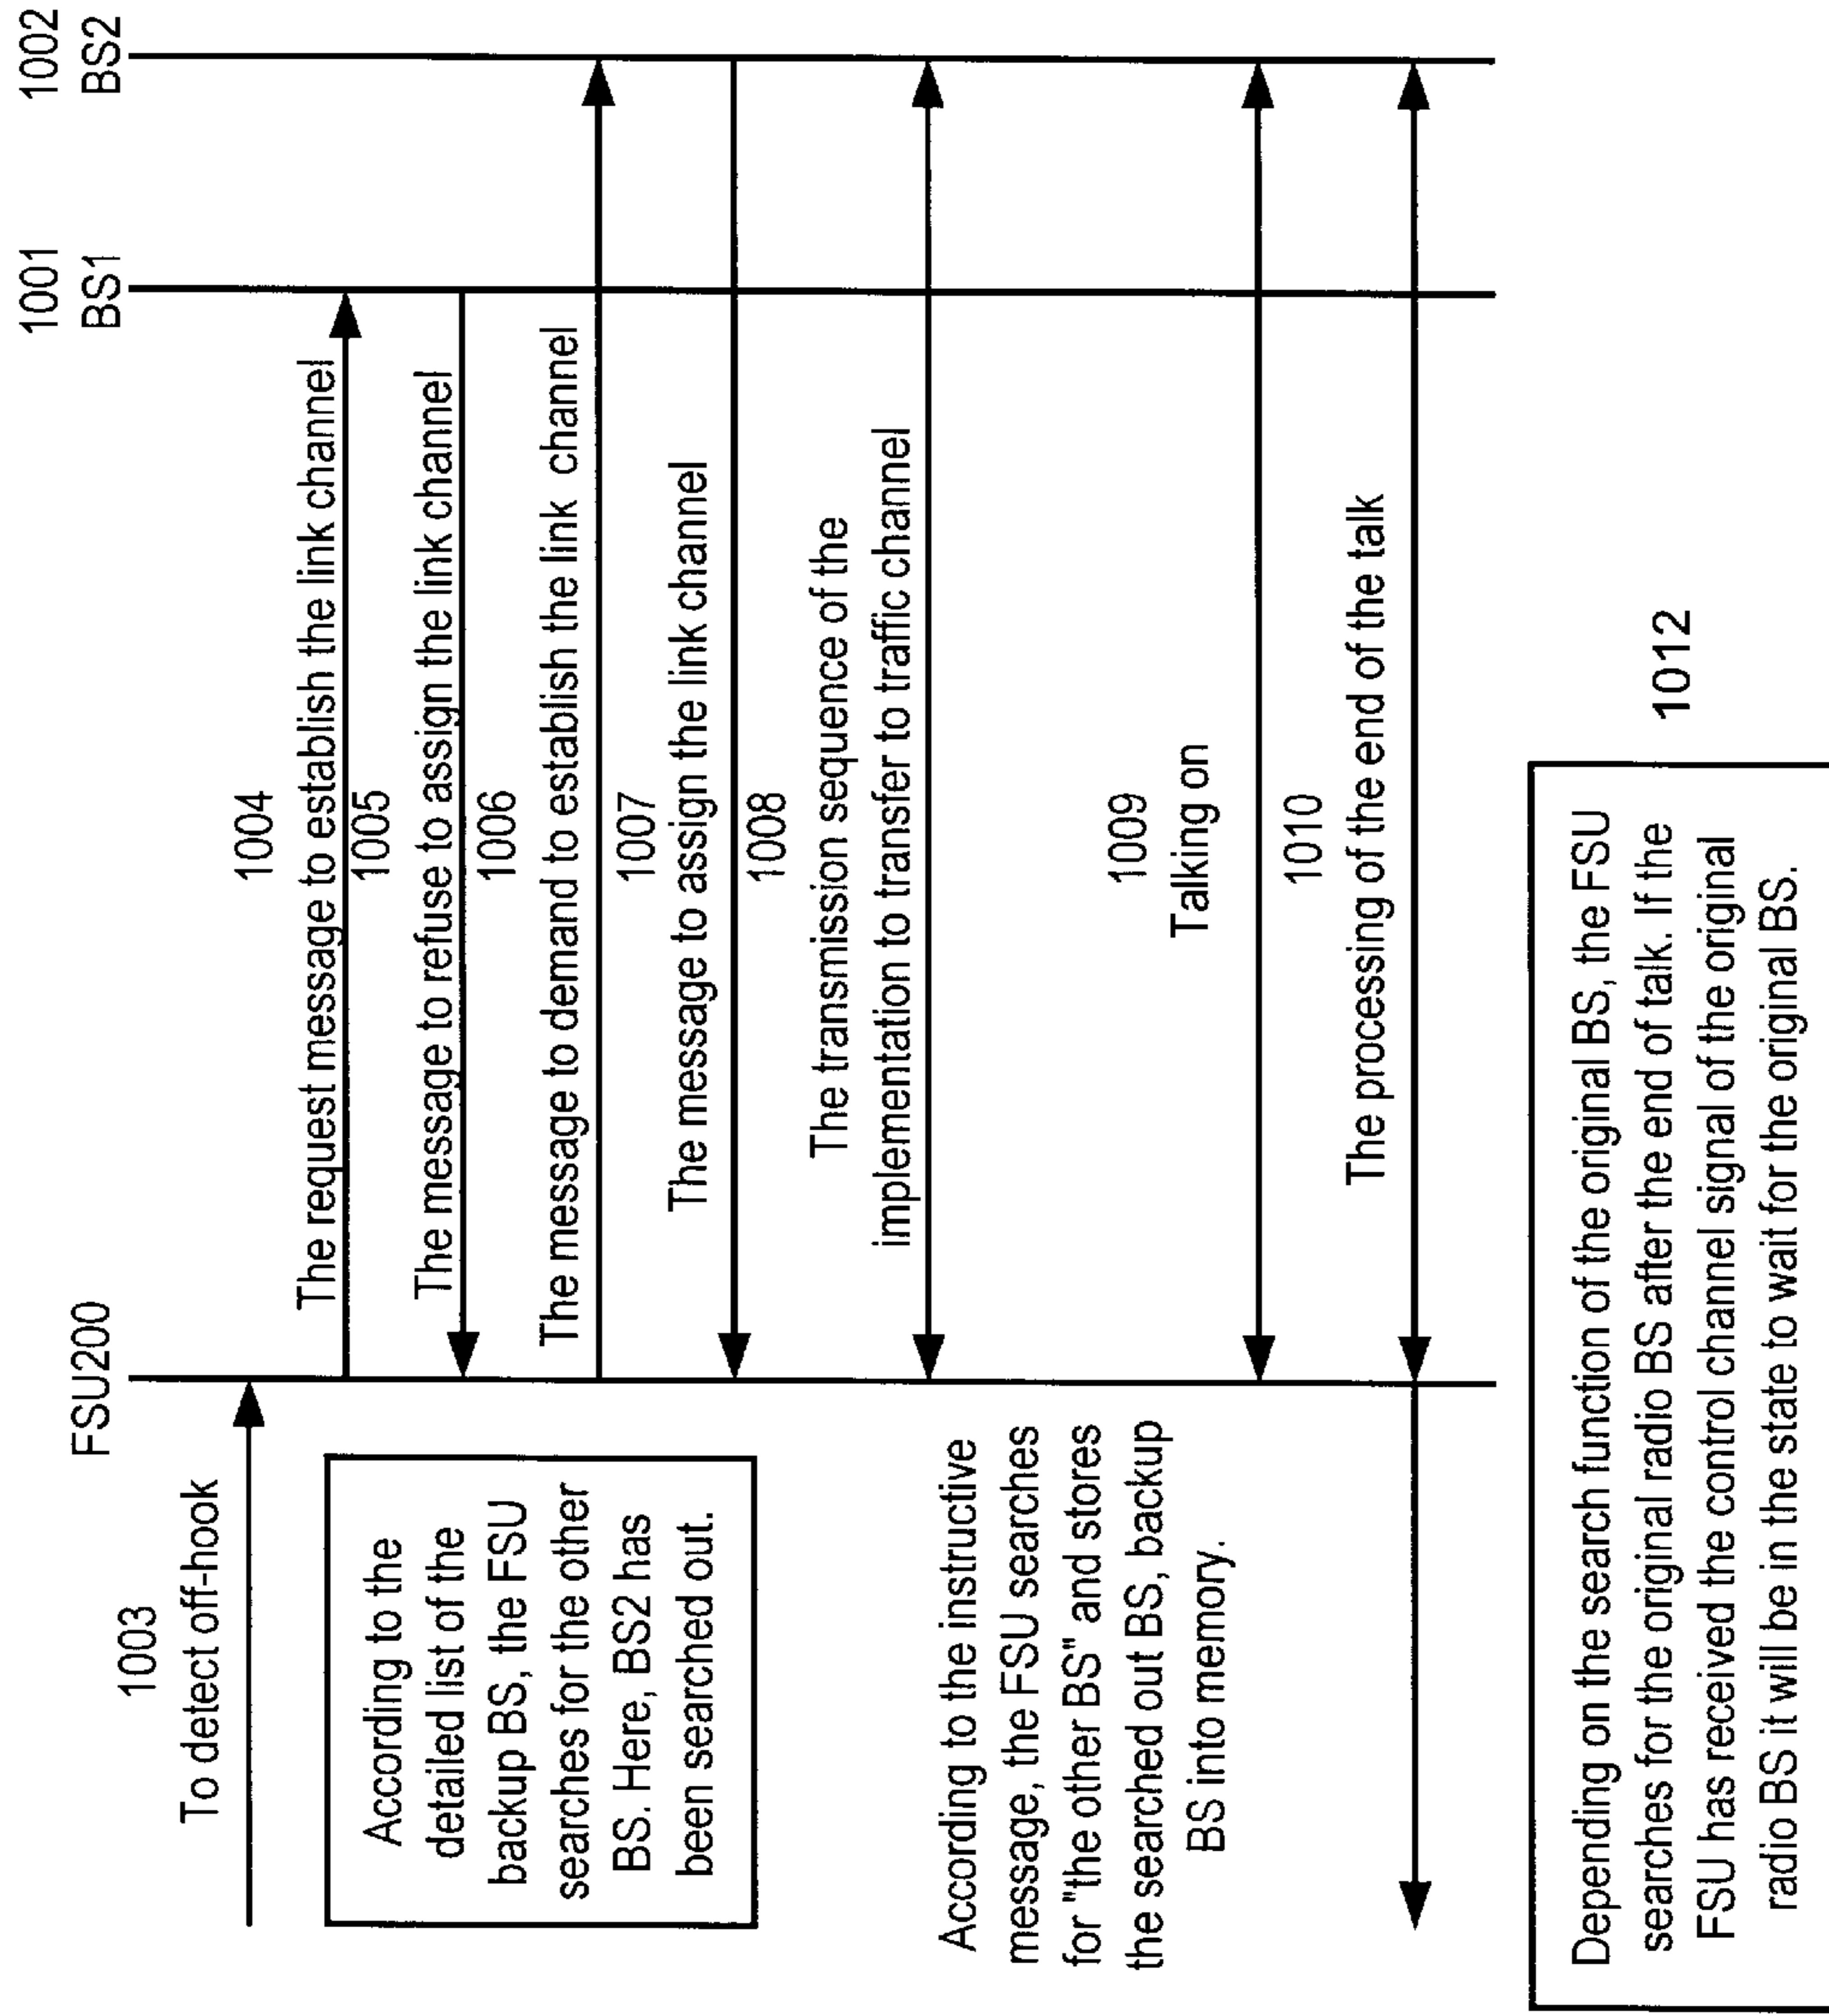 1001
1002
FSU200
BS1
BS2
1003
To detect off-hook
1004
The request message to establish the link channel
1005
The message to refuse to assign the link channel
According to the
detailed list of the
backup BS, the FSU
searches for the other
BS. Here, BS2 has
been searched out.
1006
The message to demand to establish the link channel
1007
The message to assign the link channel
1008
The transmission sequence of the
implementation to transfer to traffic channel
According to the instructive
message, the FSU searches
for "the other BS" and stores
the searched out BS, backup
BS into memory.
1009
Talking on
1010
The processing of the end of the talk
Depending on the search function of the original BS, the FSU
searches for the original radio BS after the end of talk. If the
FSU has received the control channel signal of the original
radio BS it will be in the state to wait for the original BS.
1012